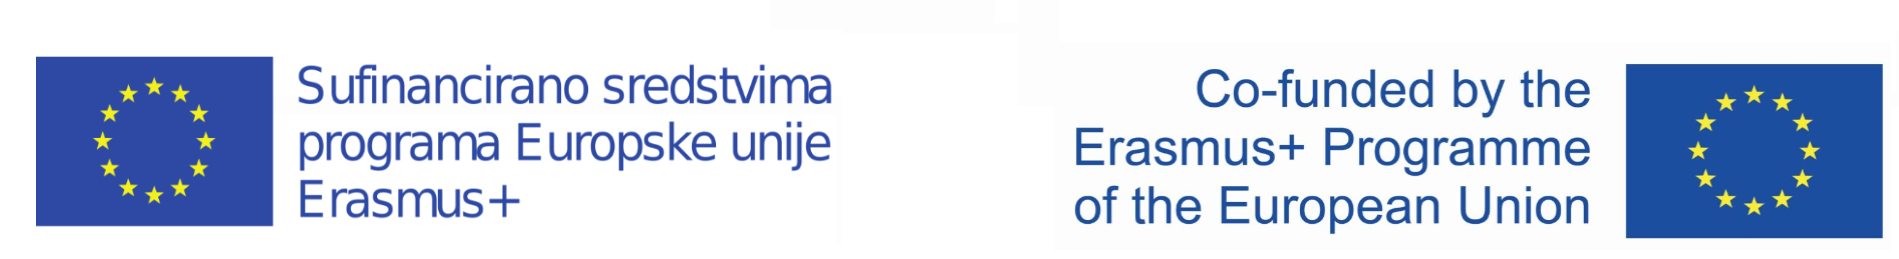 Sufinancirano sredstvima
programa Europske unije
Erasmus+
Co-funded by the
Erasmus+ Programme
of the European Union